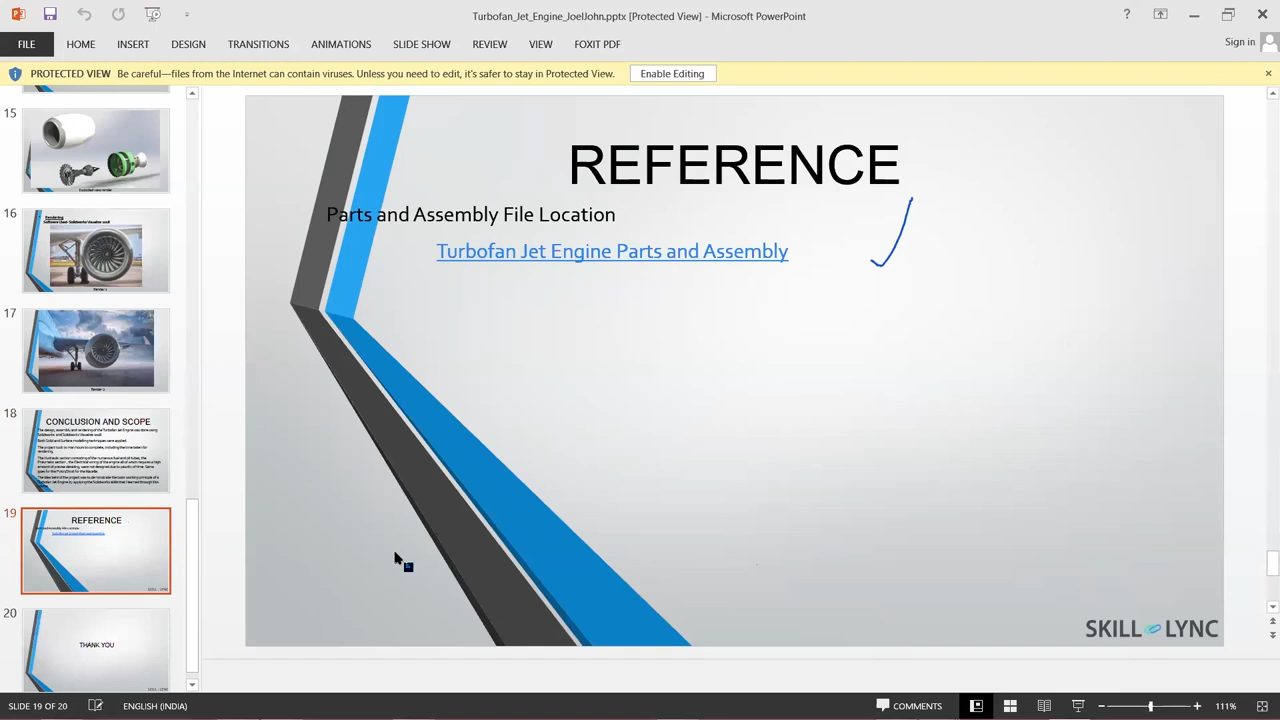 Turbofan_Jet_Engine_JoelJohn.pptx [Protected View] - Microsoft PowerPoint
FILE HOME INSERT DESIGN TRANSITIONS ANIMATIONS SLIDE SHOW REVIEW VIEW FOXIT PDF Sign in
PROTECTED VIEW Be careful—files from the Internet can contain viruses. Unless you need to edit, it's safer to stay in Protected View. Enable Editing
15
Exploded view render
16
Rendering
17
18
CONCLUSION AND SCOPE
19
REFERENCE
20
THANK YOU
REFERENCE
Parts and Assembly File Location
Turbofan Jet Engine Parts and Assembly
SKILL LYNC
SLIDE 19 OF 20 ENGLISH (INDIA) COMMENTS 111%